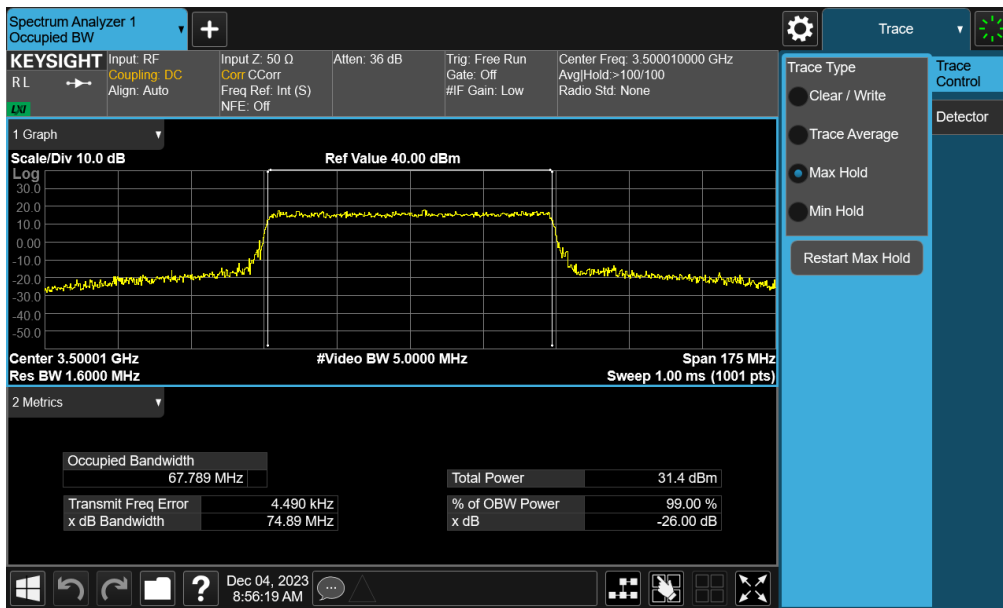 Spectrum Analyzer 1
Occupied BW
Trace
KEYSIGHT
R L
LXI
Input: RF
Coupling: DC
Align: Auto
Input Z: 50 Ω
Corr CCorr
Freq Ref: Int (S)
NFE: Off
Atten: 36 dB
Trig: Free Run
Gate: Off
#IF Gain: Low
Center Freq: 3.500010000 GHz
Avg|Hold:>100/100
Radio Std: None
Trace Type
Clear / Write
Trace Average
Max Hold
Min Hold
Restart Max Hold
Trace
Control
Detector
1 Graph
Scale/Div 10.0 dB
Ref Value 40.00 dBm
Log
30.0
20.0
10.0
0.00
-10.0
-20.0
-30.0
-40.0
-50.0
Center 3.50001 GHz
#Video BW 5.0000 MHz
Span 175 MHz
Res BW 1.6000 MHz
Sweep 1.00 ms (1001 pts)
2 Metrics
Occupied Bandwidth
67.789 MHz
Total Power 31.4 dBm
Transmit Freq Error 4.490 kHz
% of OBW Power 99.00 %
x dB Bandwidth 74.89 MHz
x dB -26.00 dB
?
Dec 04, 2023
8:56:19 AM